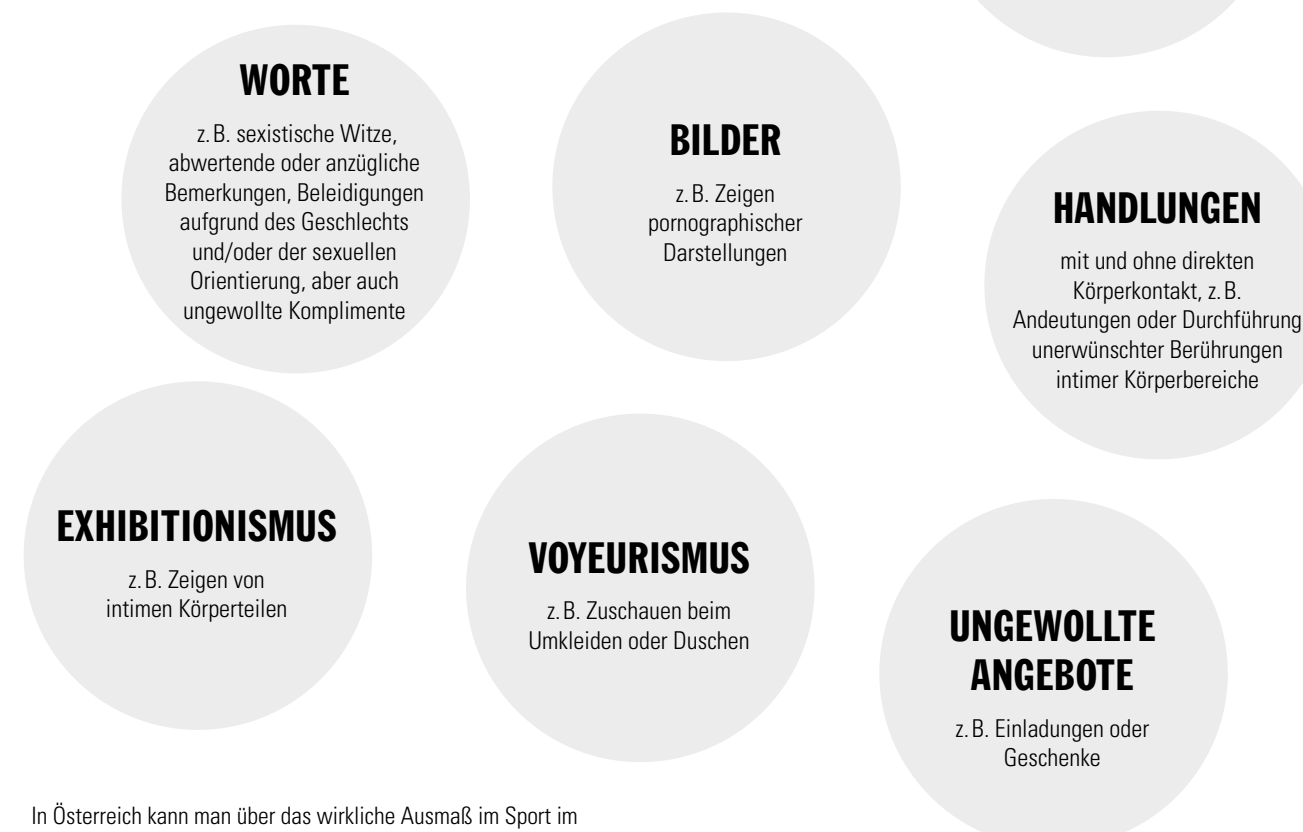 WORTE
z. B. sexistische Witze,
abwertende oder anzügliche
Bemerkungen, Beleidigungen
aufgrund des Geschlechts
und/oder der sexuellen
Orientierung, aber auch
ungewollte Komplimente
BILDER
z. B. Zeigen
pornographischer
Darstellungen
HANDLUNGEN
mit und ohne direkten
Körperkontakt, z. B.
Andeutungen oder Durchführung
unerwünschter Berührungen
intimer Körperbereiche
EXHIBITIONISMUS
z. B. Zeigen von
intimen Körperteilen
VOYEURISMUS
z. B. Zuschauen beim
Umkleiden oder Duschen
UNGEWOLLTE
ANGEBOTE
z. B. Einladungen oder
Geschenke
In Österreich kann man über das wirkliche Ausmaß im Sport im